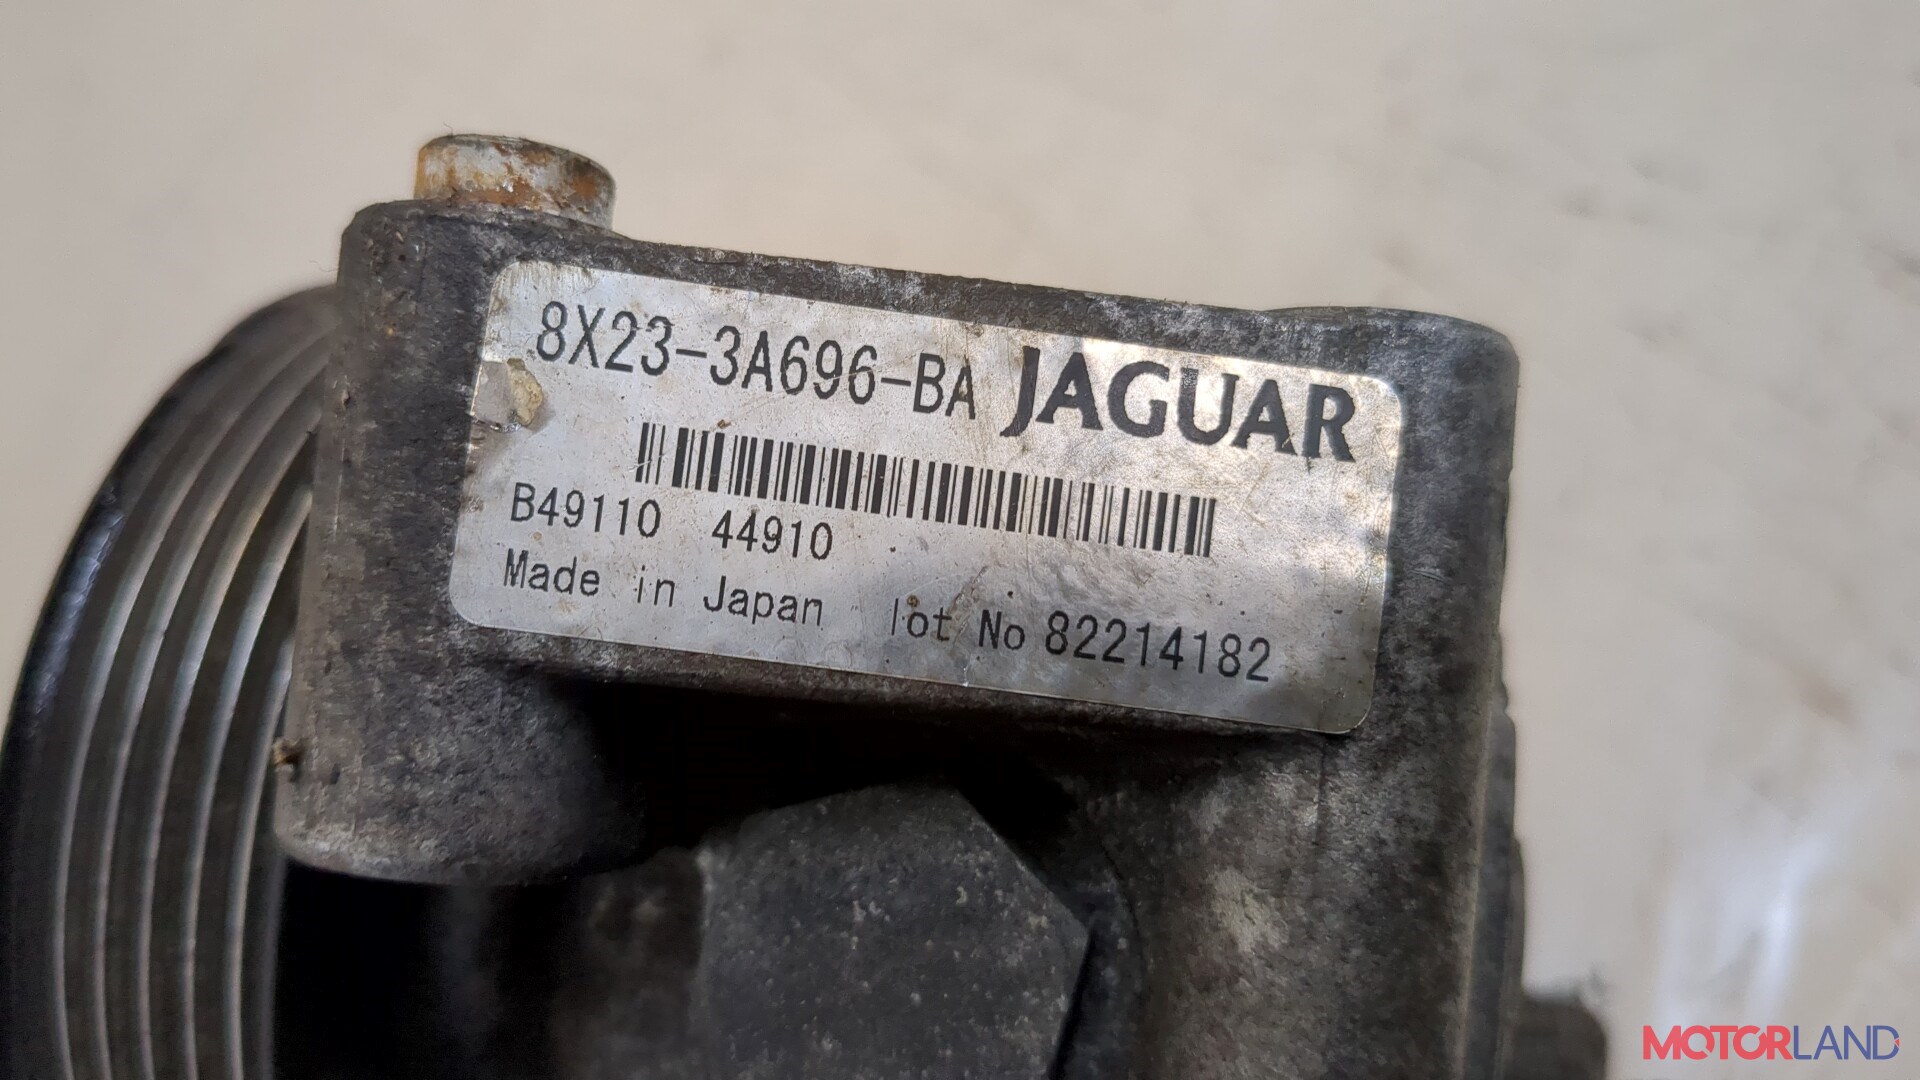 8X23-3A696-BA JAGUAR
B49110 44910
Made in Japan lot No 82214182
MOTORLAND